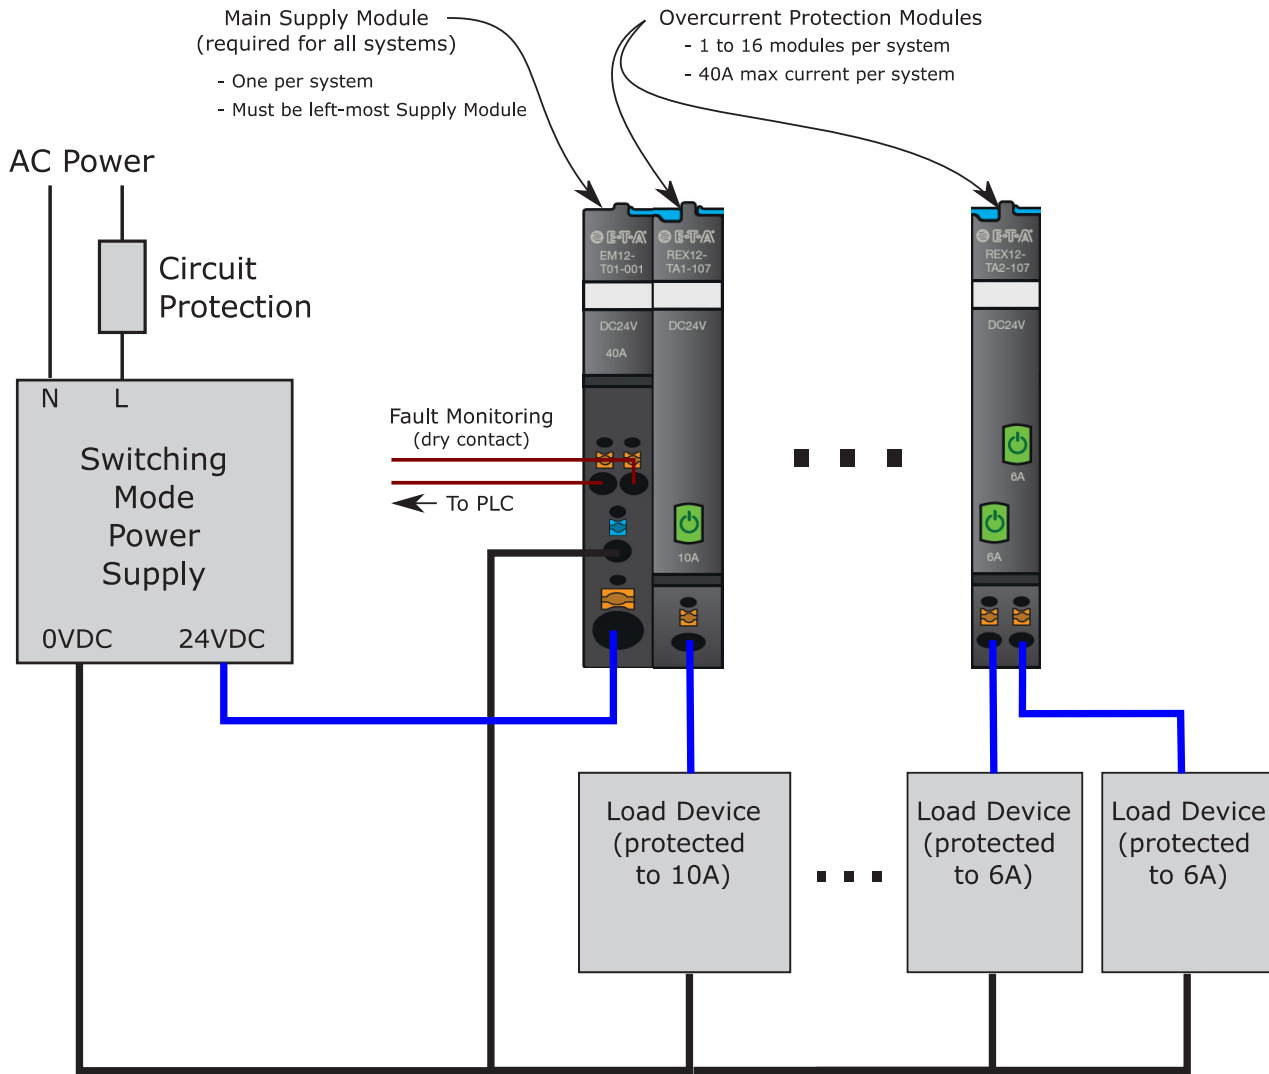 Main Supply Module
(required for all systems)
- One per system
- Must be left-most Supply Module
Overcurrent Protection Modules
- 1 to 16 modules per system
- 40A max current per system
AC Power
Circuit
Protection
N
L
Switching
Mode
Power
Supply
0VDC
24VDC
Fault Monitoring
(dry contact)
To PLC
E-T-A
EM12-
T01-001
DC24V
40A
E-T-A
REX12-
TA1-107
DC24V
10A
E-T-A
REX12-
TA2-107
DC24V
6A
6A
Load Device
(protected
to 10A)
Load Device
(protected
to 6A)
Load Device
(protected
to 6A)